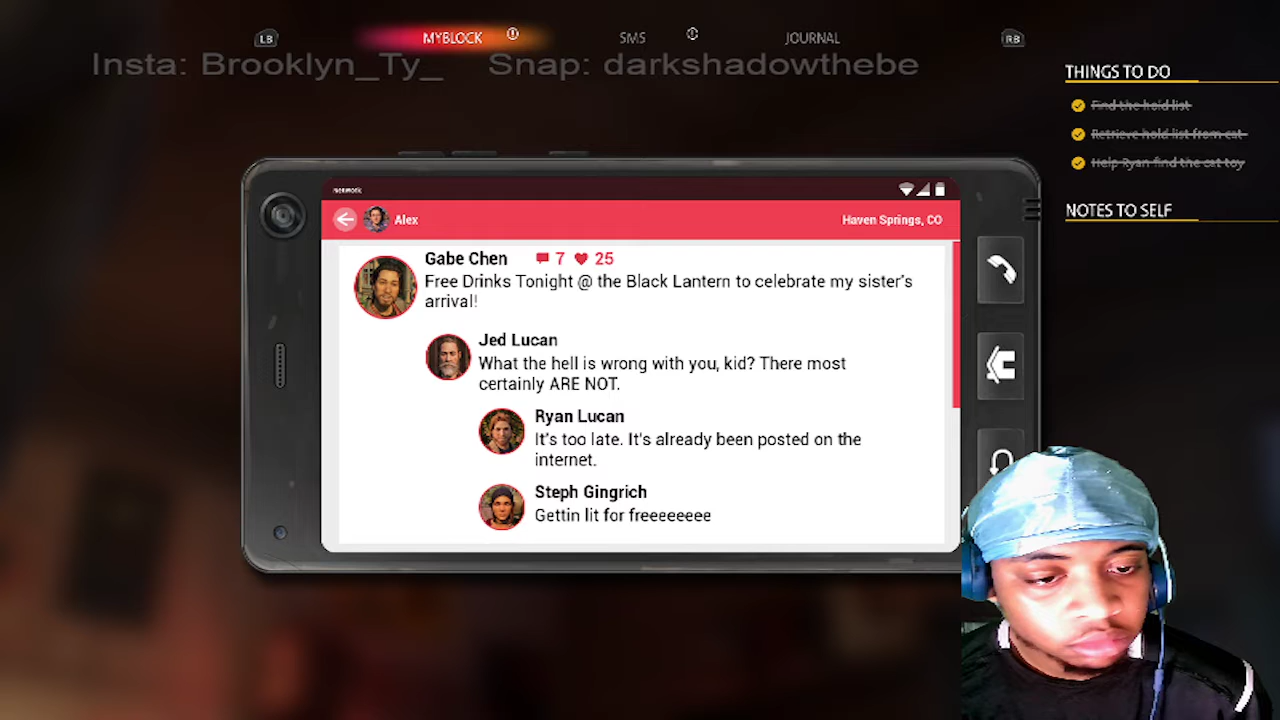 LB
MYBLOCK
SMS
JOURNAL
RB
Insta: Brooklyn_Ty_ Snap: darkshadowthebe
THINGS TO DO
Find the hold list
Retrieve hold list from cat
Help Ryan find the cat toy
NOTES TO SELF
Network
Alex
Haven Springs, CO
Gabe Chen 7 25
Free Drinks Tonight @ the Black Lantern to celebrate my sister's
arrival!
Jed Lucan
What the hell is wrong with you, kid? There most
certainly ARE NOT.
Ryan Lucan
It's too late. It's already been posted on the
internet.
Steph Gingrich
Gettin lit for freeeeeeee